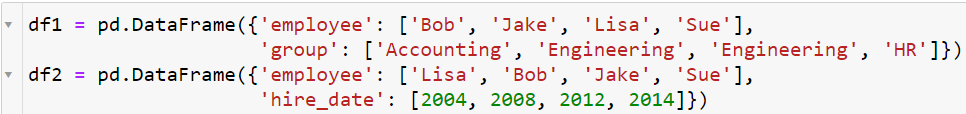 df1 = pd.DataFrame({'employee': ['Bob', 'Jake', 'Lisa', 'Sue'],
                    'group': ['Accounting', 'Engineering', 'Engineering', 'HR']})
df2 = pd.DataFrame({'employee': ['Lisa', 'Bob', 'Jake', 'Sue'],
                    'hire_date': [2004, 2008, 2012, 2014]})